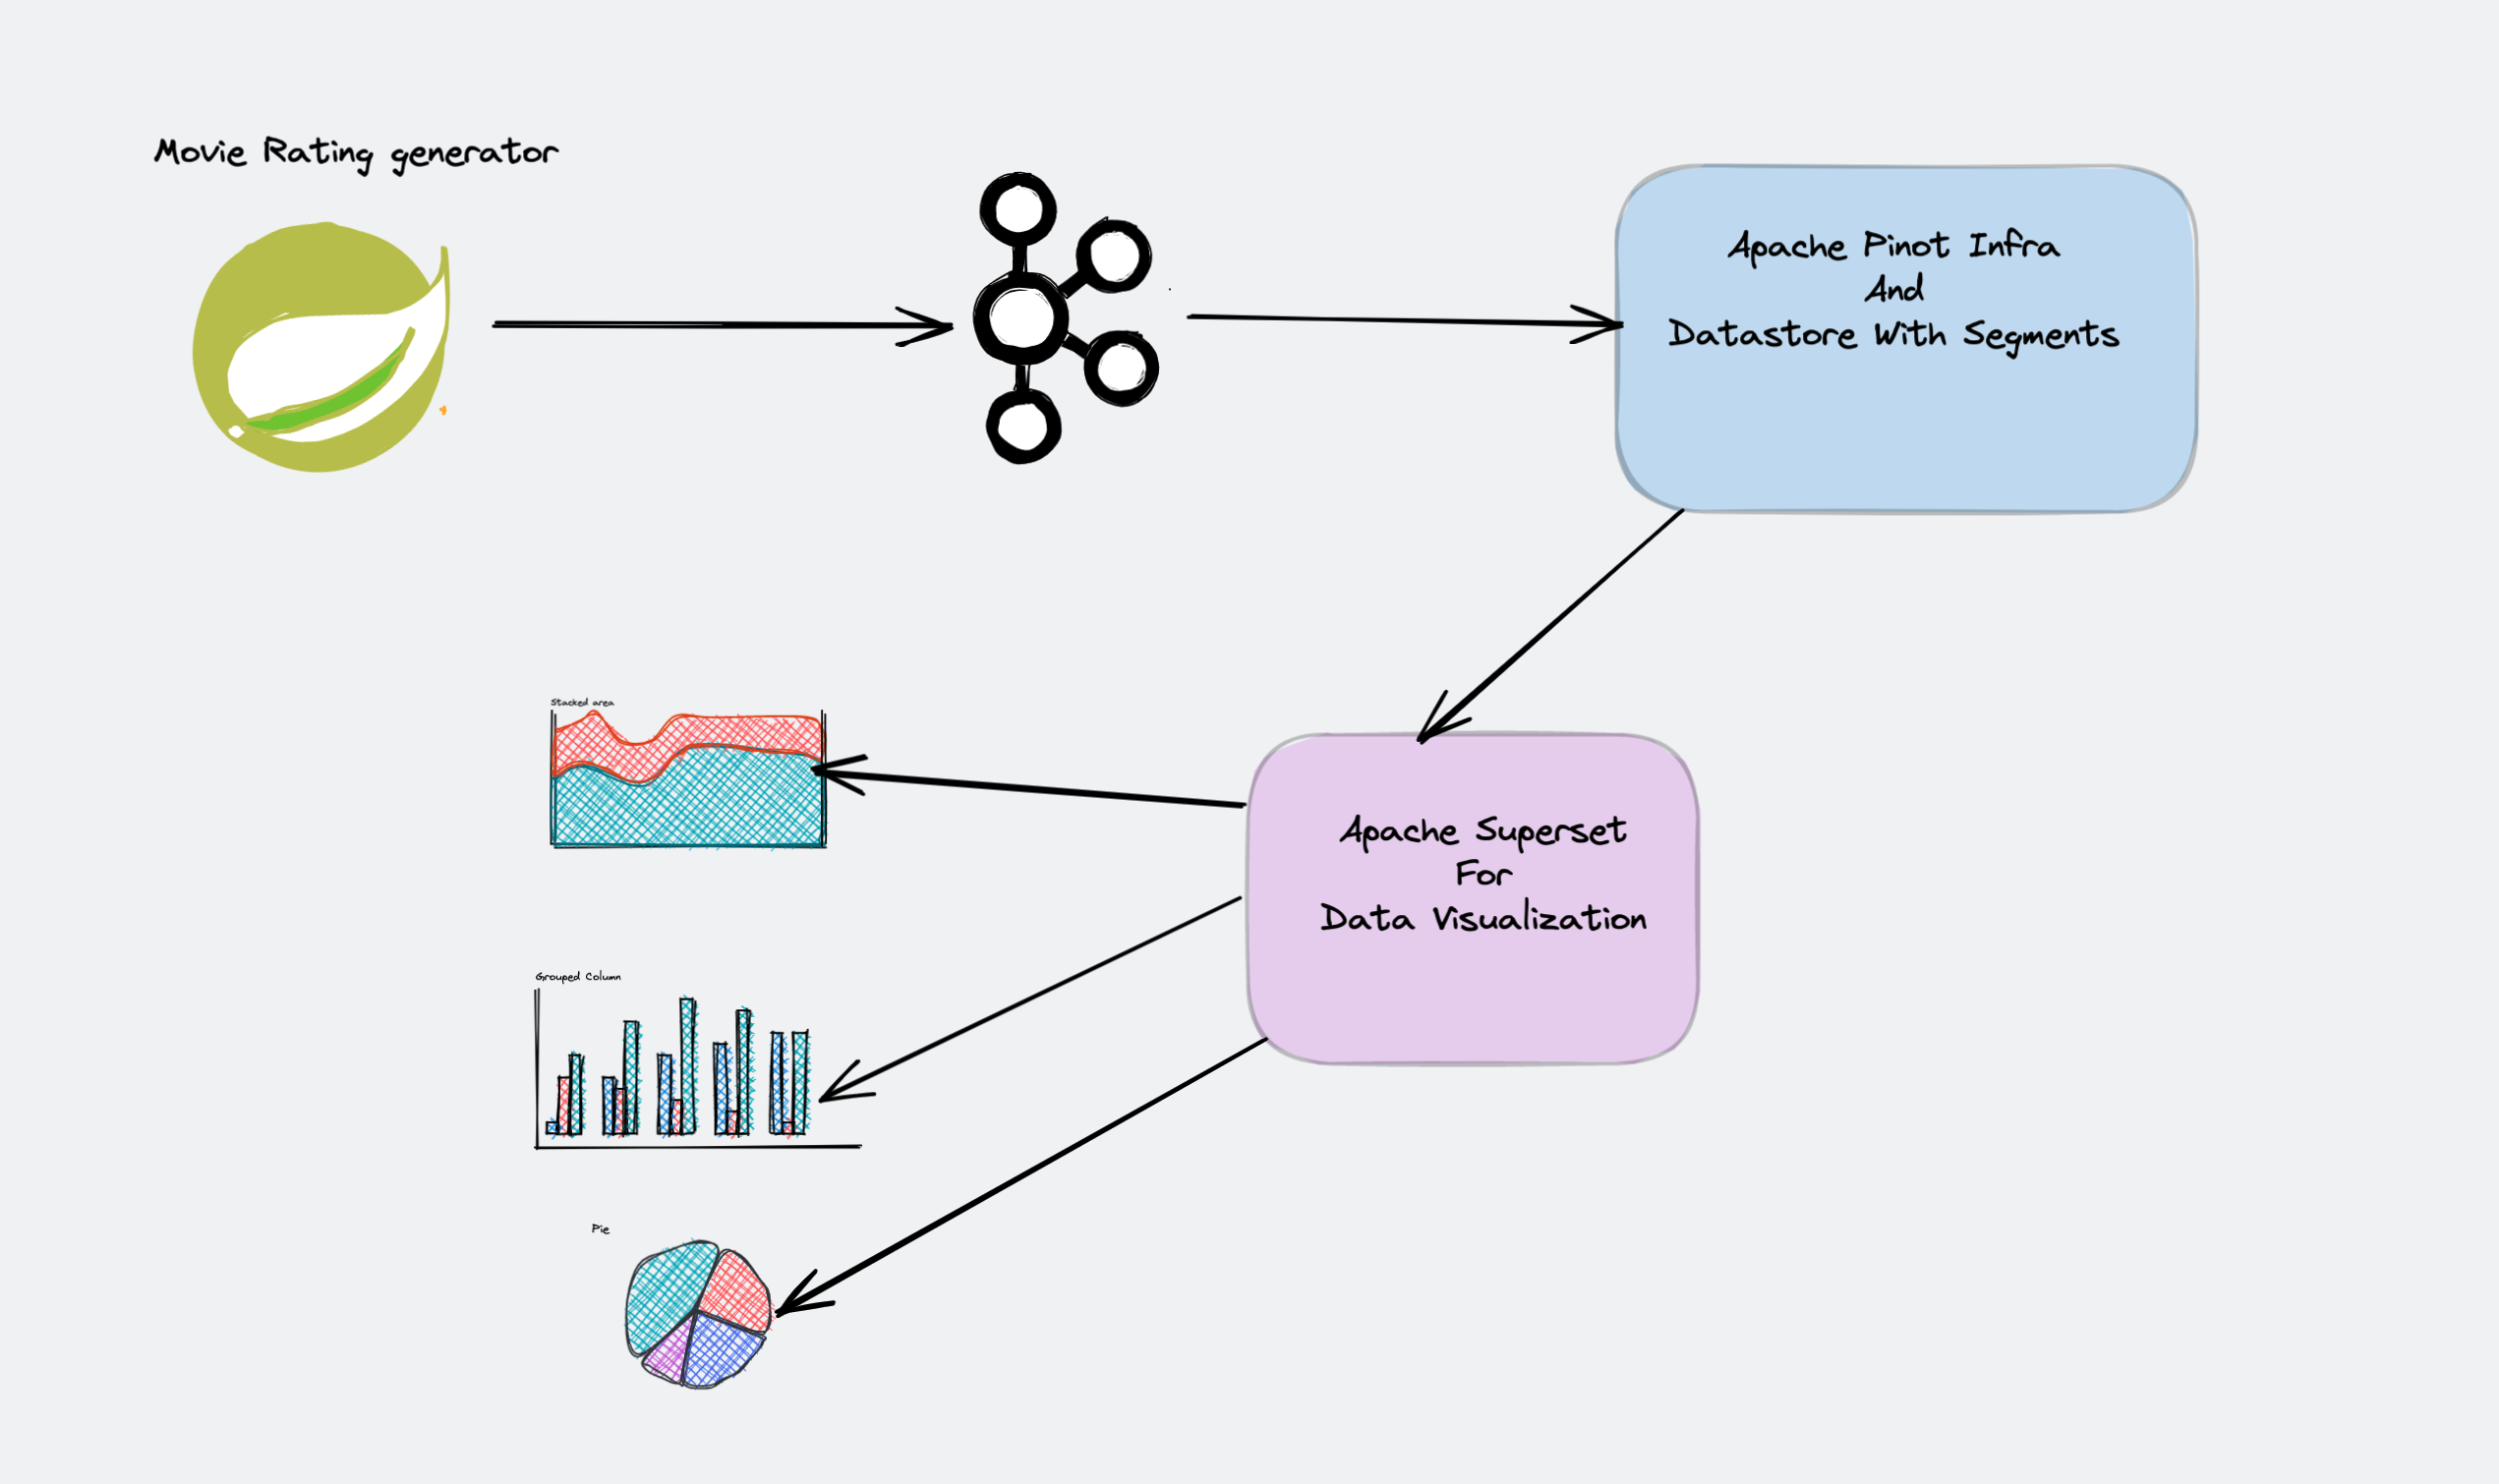 Movie Rating generator
Apache Pinot Infra
And
Datastore With Segments
Stacked area
Apache Superset
For
Data Visualization
Grouped Column
Pie